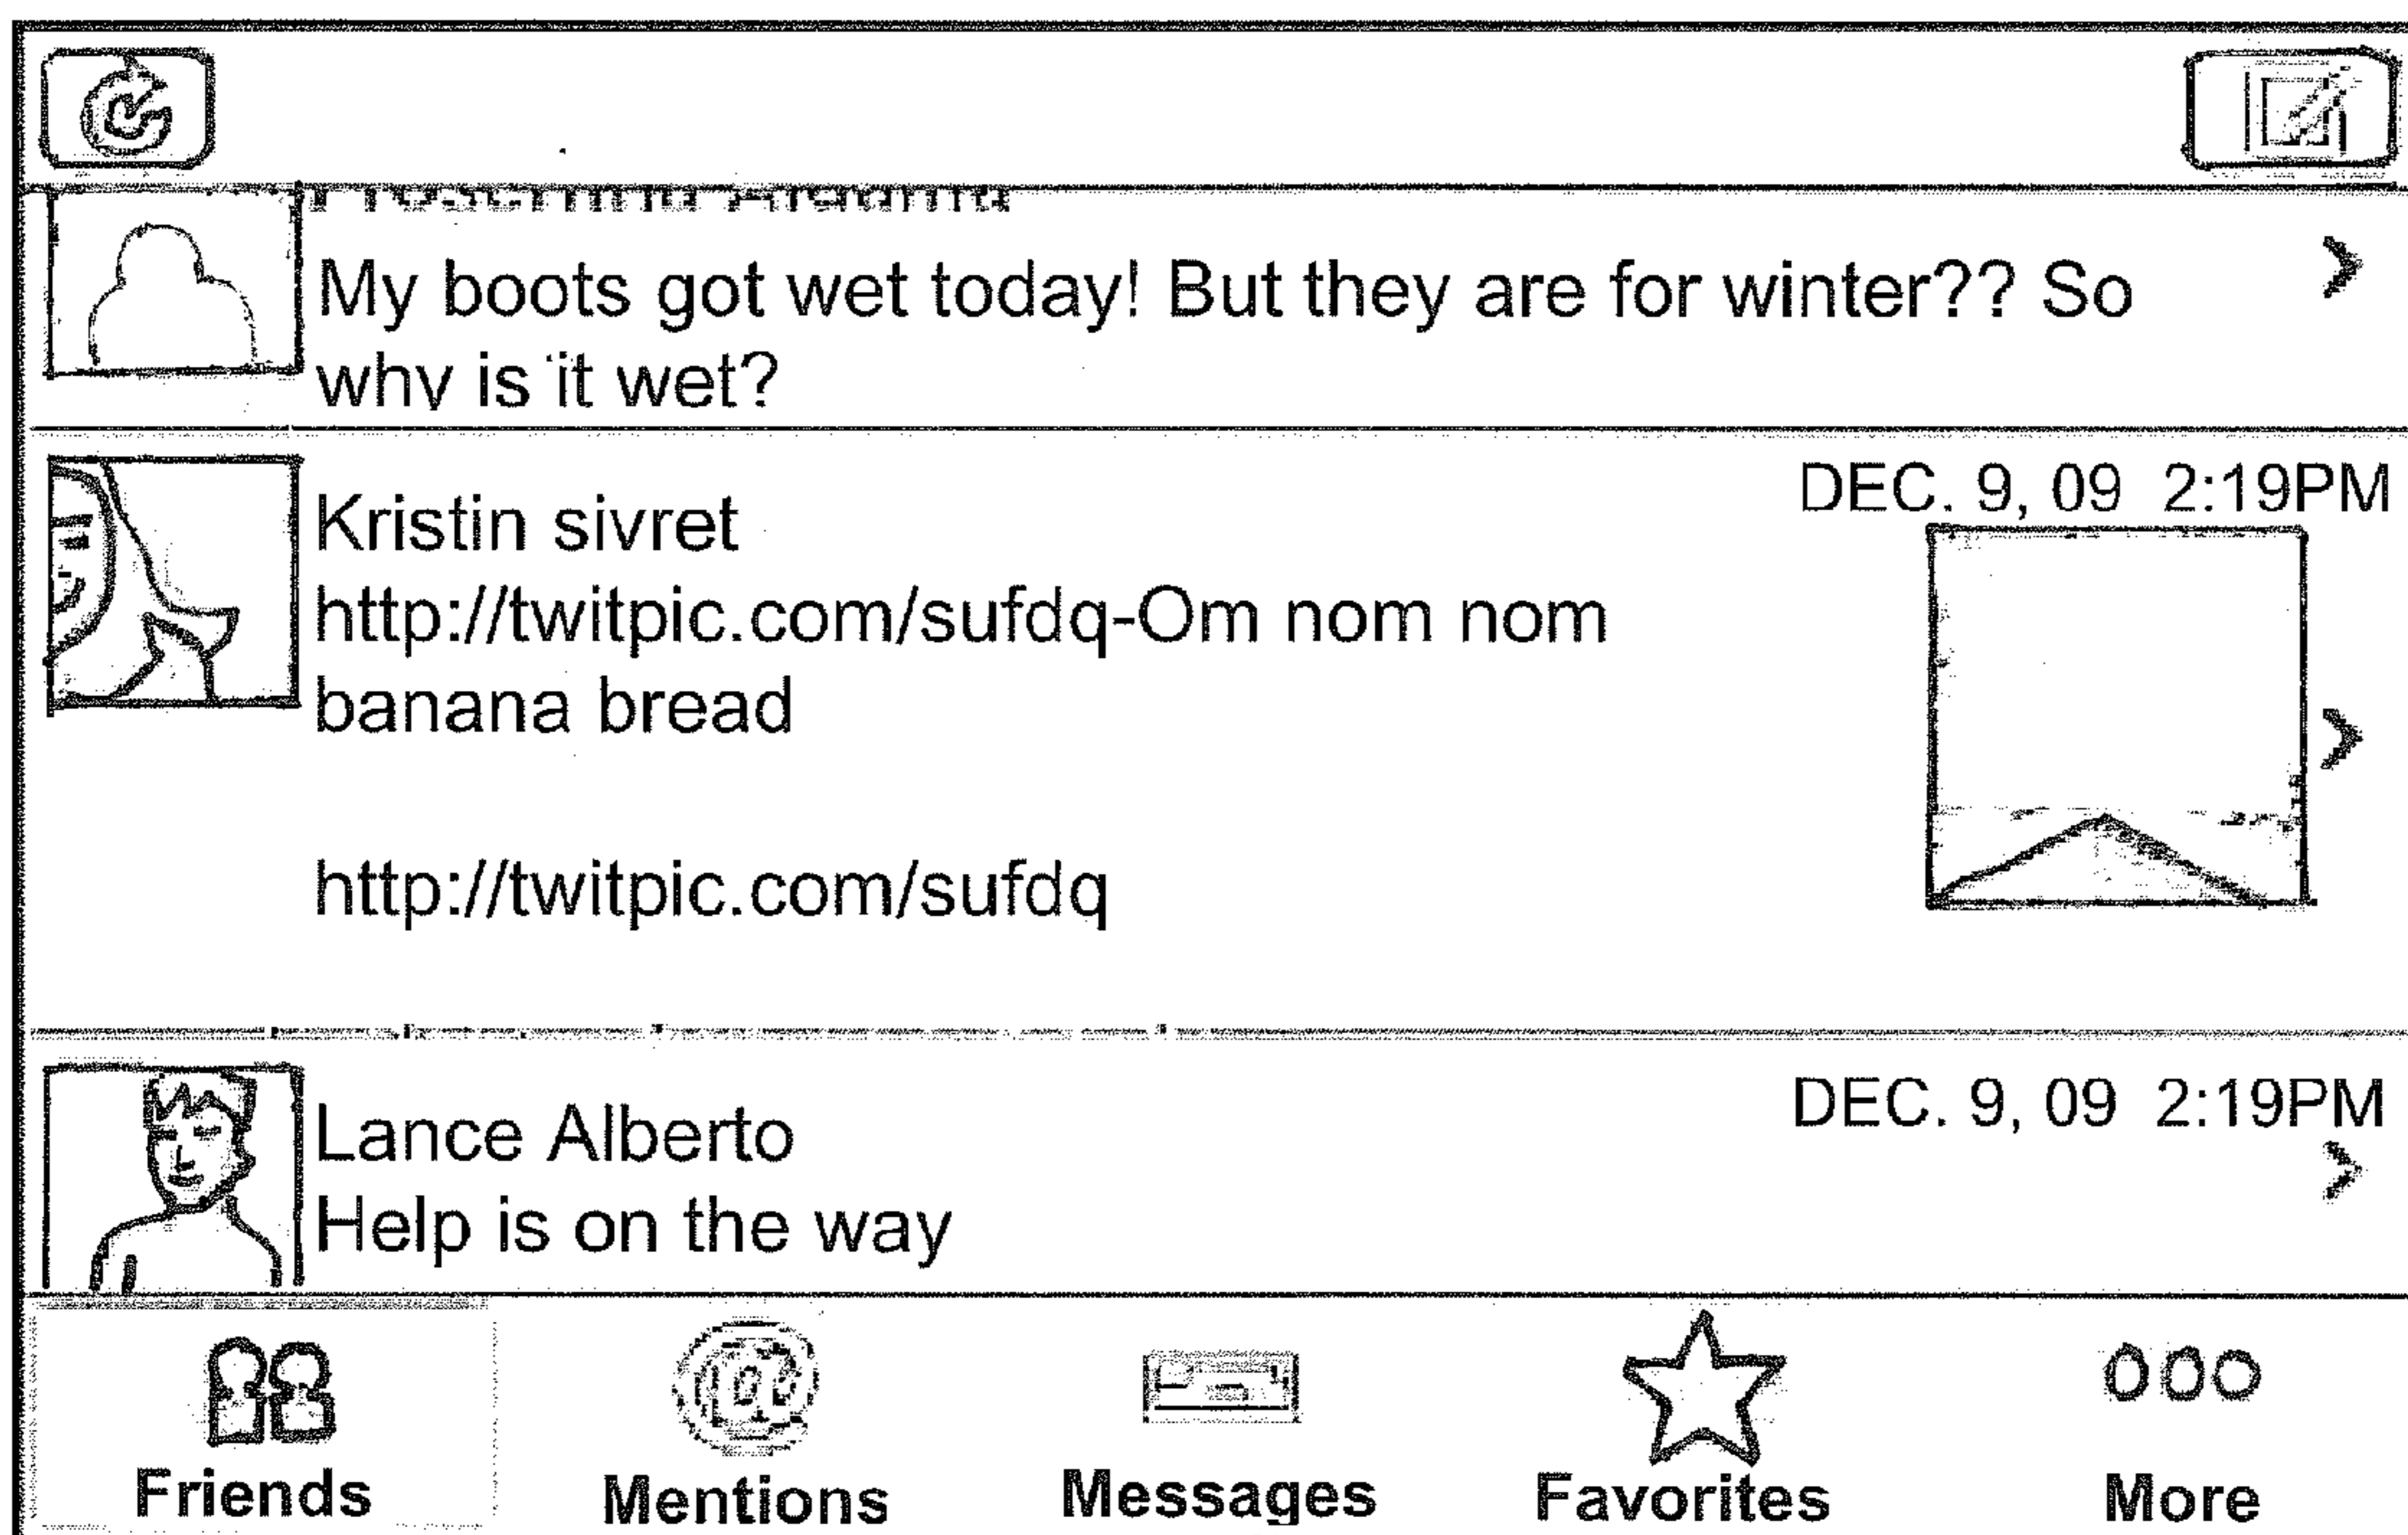 My boots got wet today! But they are for winter?? So
why is it wet?
DEC. 9, 09 2:19PM
Kristin sivret
http://twitpic.com/sufdq-Om nom nom
banana bread
http://twitpic.com/sufdq
DEC. 9, 09 2:19PM
Lance Alberto
Help is on the way
Friends
Mentions
Messages
Favorites
More